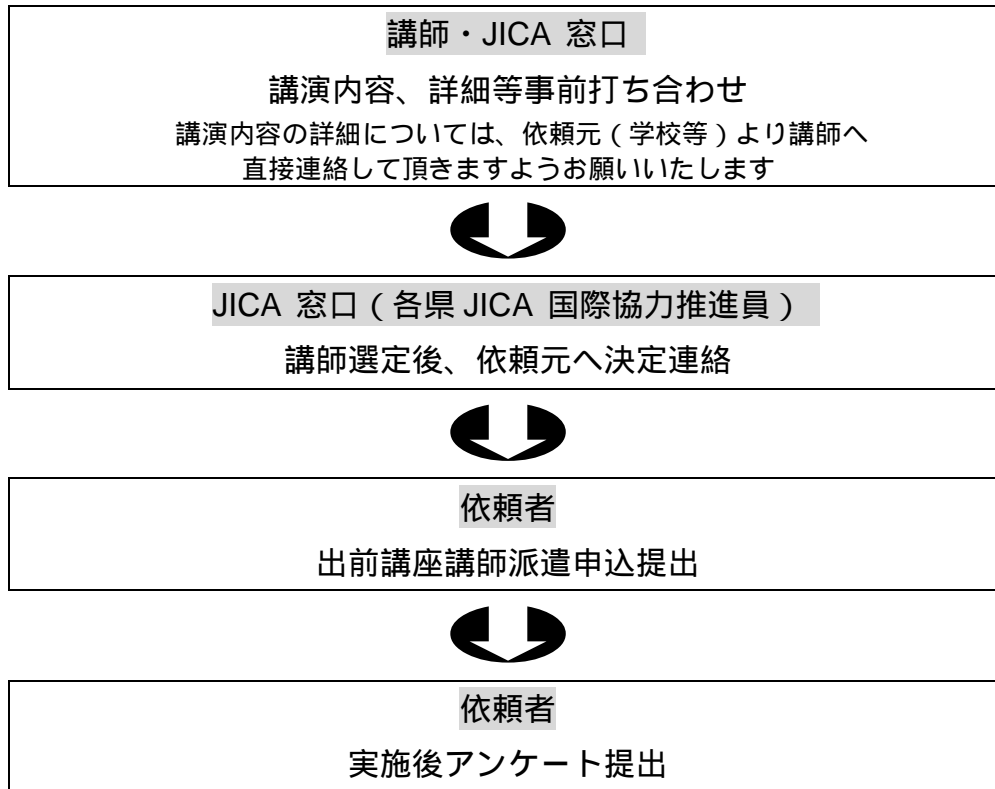 講師・JICA 窓口
講演内容、詳細等事前打ち合わせ
講演内容の詳細については、依頼元（学校等）より講師へ
直接連絡して頂きますようお願いいたします
JICA 窓口（各県 JICA 国際協力推進員）
講師選定後、依頼元へ決定連絡
依頼者
出前講座講師派遣申込提出
依頼者
実施後アンケート提出